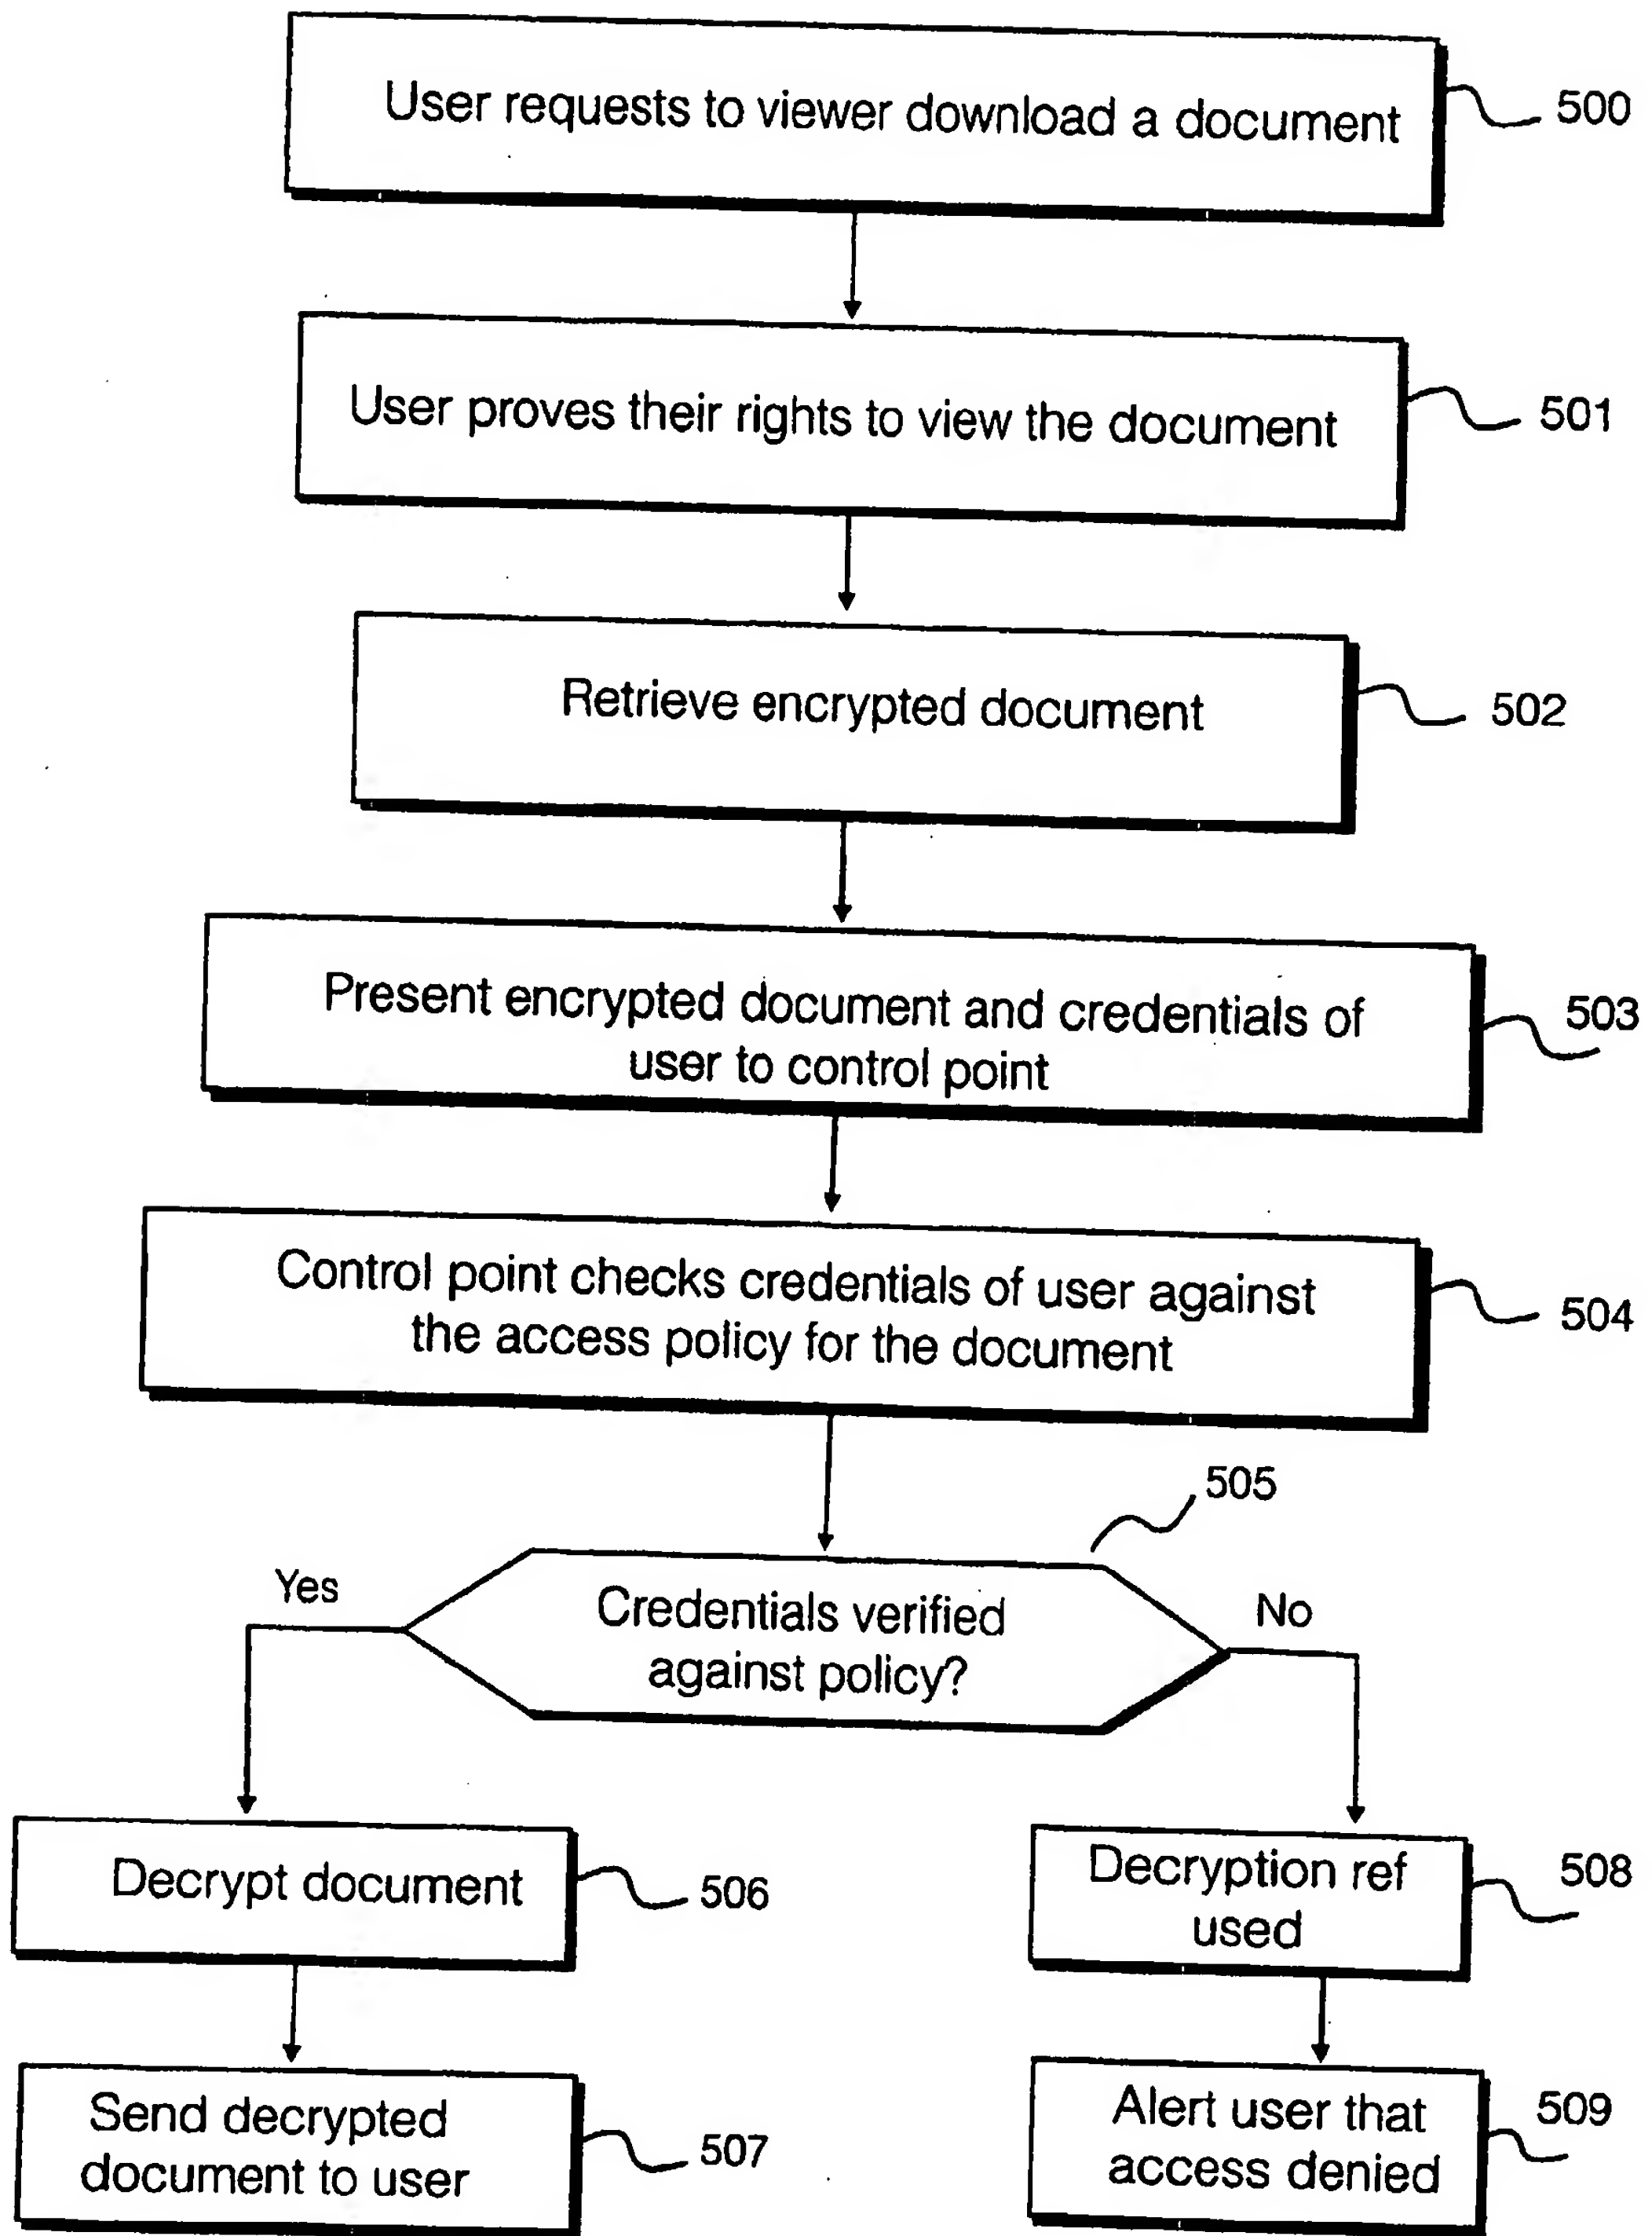 User requests to viewer download a document
500
User proves their rights to view the document
501
Retrieve encrypted document
502
Present encrypted document and credentials of
user to control point
503
Control point checks credentials of user against
the access policy for the document
504
505
Yes
Credentials verified
against policy?
No
Decrypt document
506
Decryption ref
used
508
Send decrypted
document to user
507
Alert user that
access denied
509